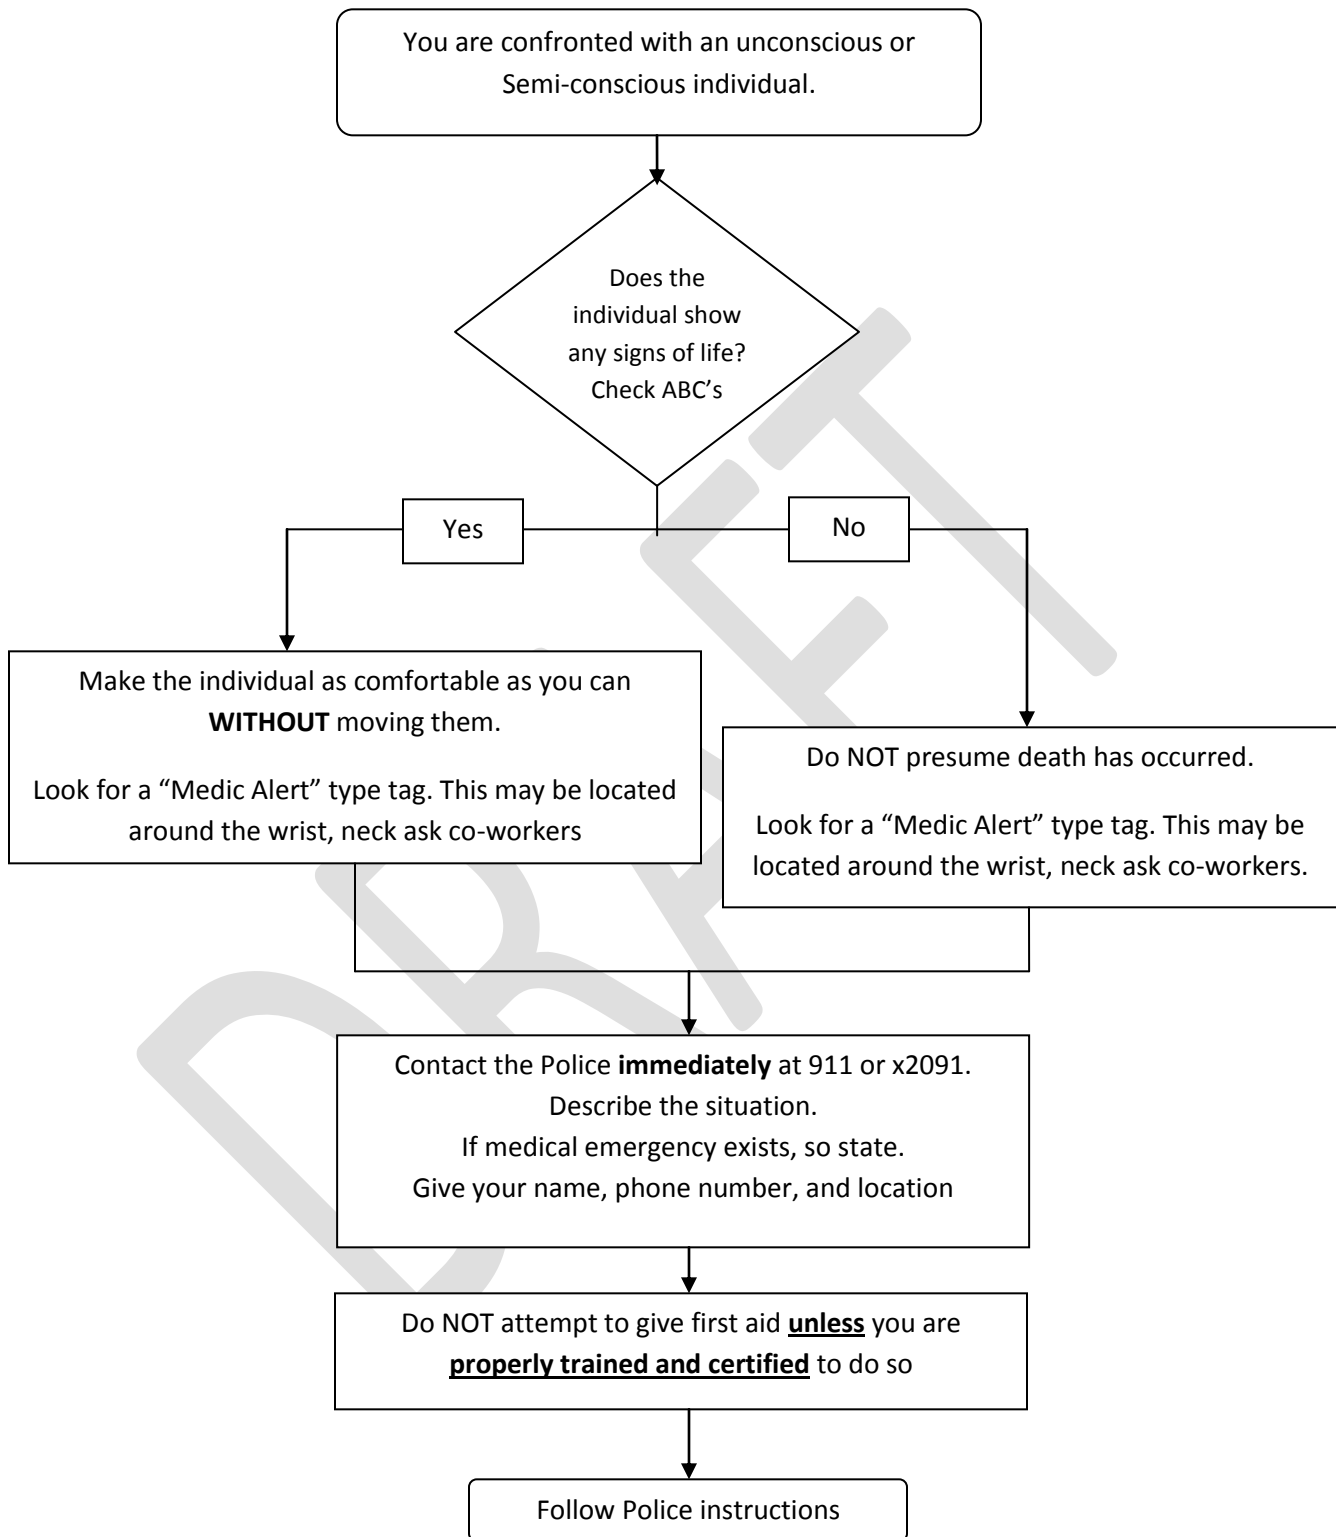 You are confronted with an unconscious or
Semi-conscious individual.
Does the
individual show
any signs of life?
Check ABC’s
Yes
No
Make the individual as comfortable as you can
WITHOUT moving them.
Look for a “Medic Alert” type tag. This may be located
around the wrist, neck ask co-workers
Do NOT presume death has occurred.
Look for a “Medic Alert” type tag. This may be
located around the wrist, neck ask co-workers.
Contact the Police immediately at 911 or x2091.
Describe the situation.
If medical emergency exists, so state.
Give your name, phone number, and location
Do NOT attempt to give first aid unless you are
properly trained and certified to do so
Follow Police instructions
DRAFT